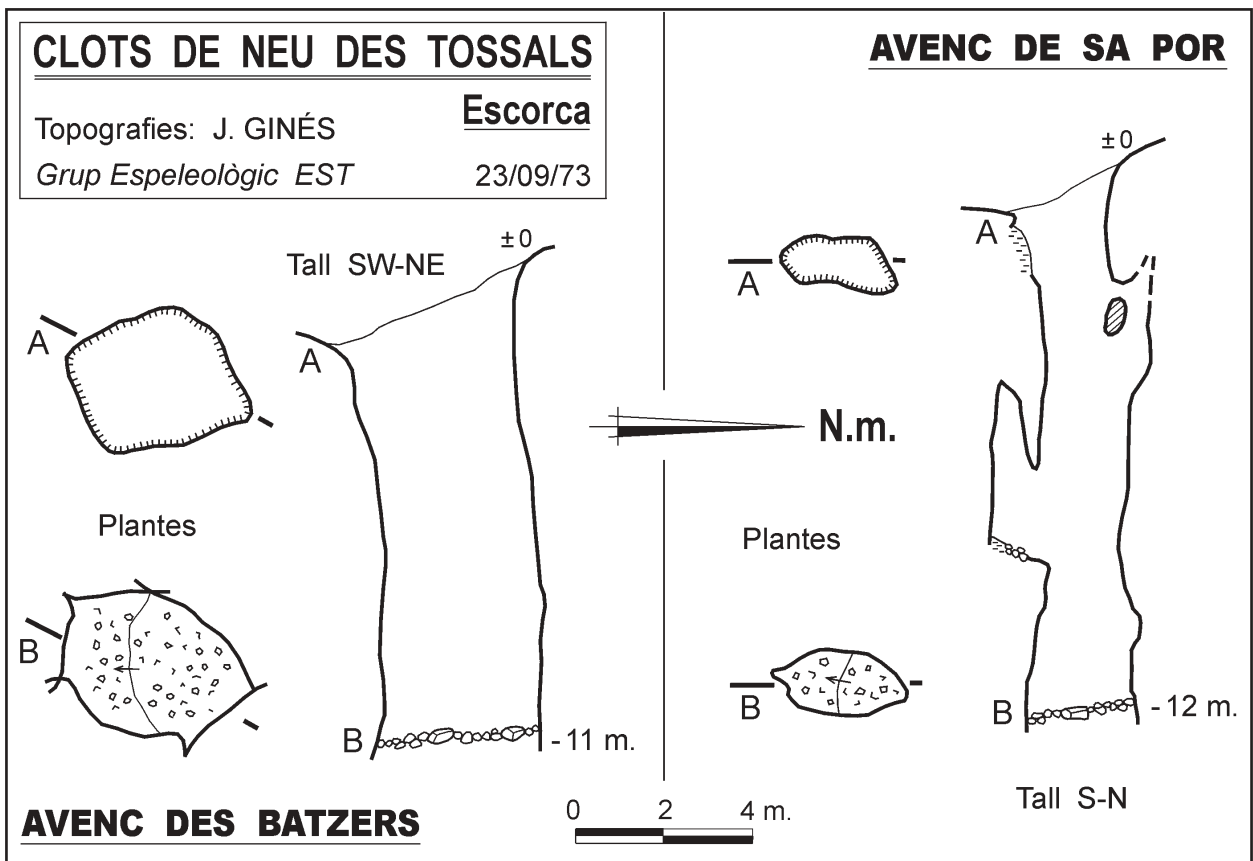 CLOTS DE NEU DES TOSSALS
Escorca
Topografies: J. GINÉS
Grup Espeleològic EST 23/09/73
AVENC DE SA POR
±0
±0
Tall SW-NE
A
A
A
A
N.m.
Plantes
Plantes
B
B
B
B
-11 m.
-12 m.
Tall S-N
0 2 4 m.
AVENC DES BATZERS